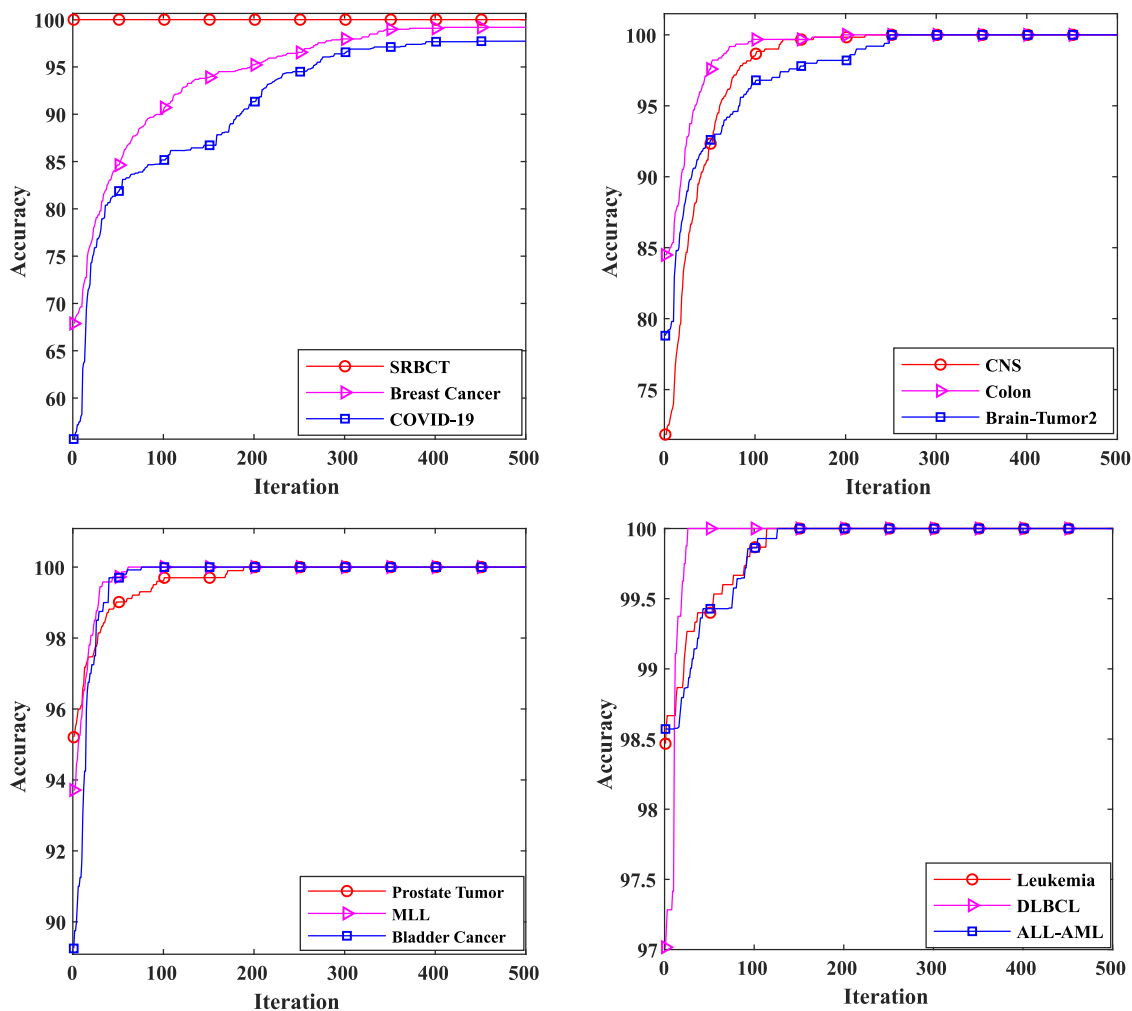 100
95
90
85
80
75
70
65
60
Accuracy
0 100 200 300 400 500
Iteration
SRBCT
Breast Cancer
COVID-19
100
95
90
85
80
75
Accuracy
0 100 200 300 400 500
Iteration
CNS
Colon
Brain-Tumor2
100
98
96
94
92
90
Accuracy
0 100 200 300 400 500
Iteration
Prostate Tumor
MLL
Bladder Cancer
100
99.5
99
98.5
98
97.5
97
Accuracy
0 100 200 300 400 500
Iteration
Leukemia
DLBCL
ALL-AML